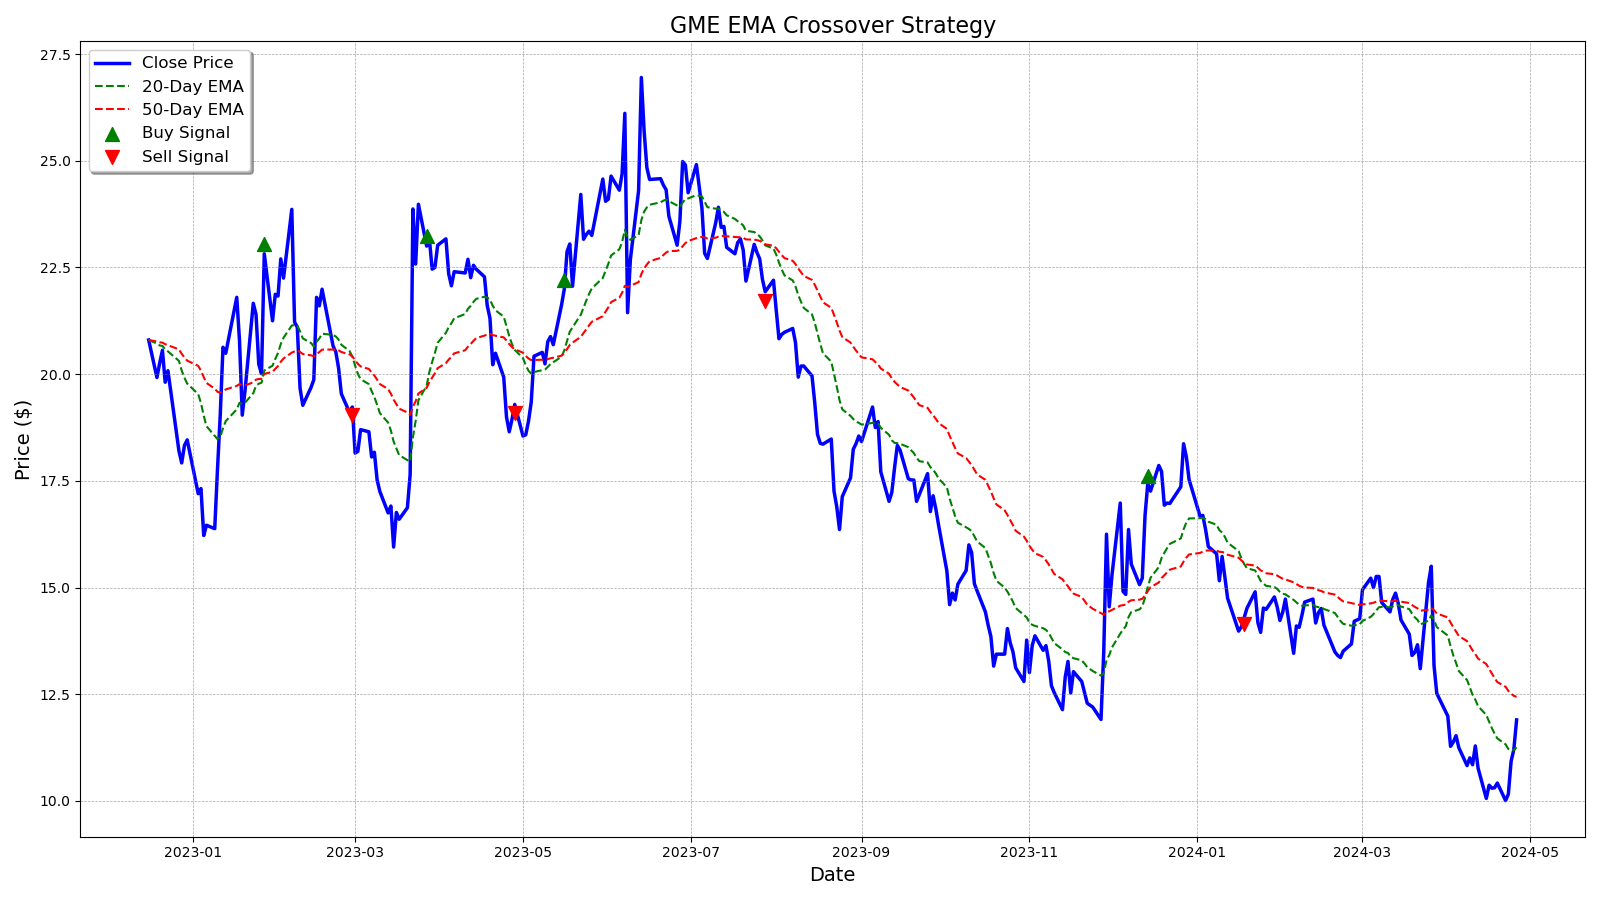 GME EMA Crossover Strategy
27.5
25.0
22.5
20.0
17.5
15.0
12.5
10.0
Price ($)
Close Price
20-Day EMA
50-Day EMA
Buy Signal
Sell Signal
2023-01
2023-03
2023-05
2023-07
2023-09
2023-11
2024-01
2024-03
2024-05
Date